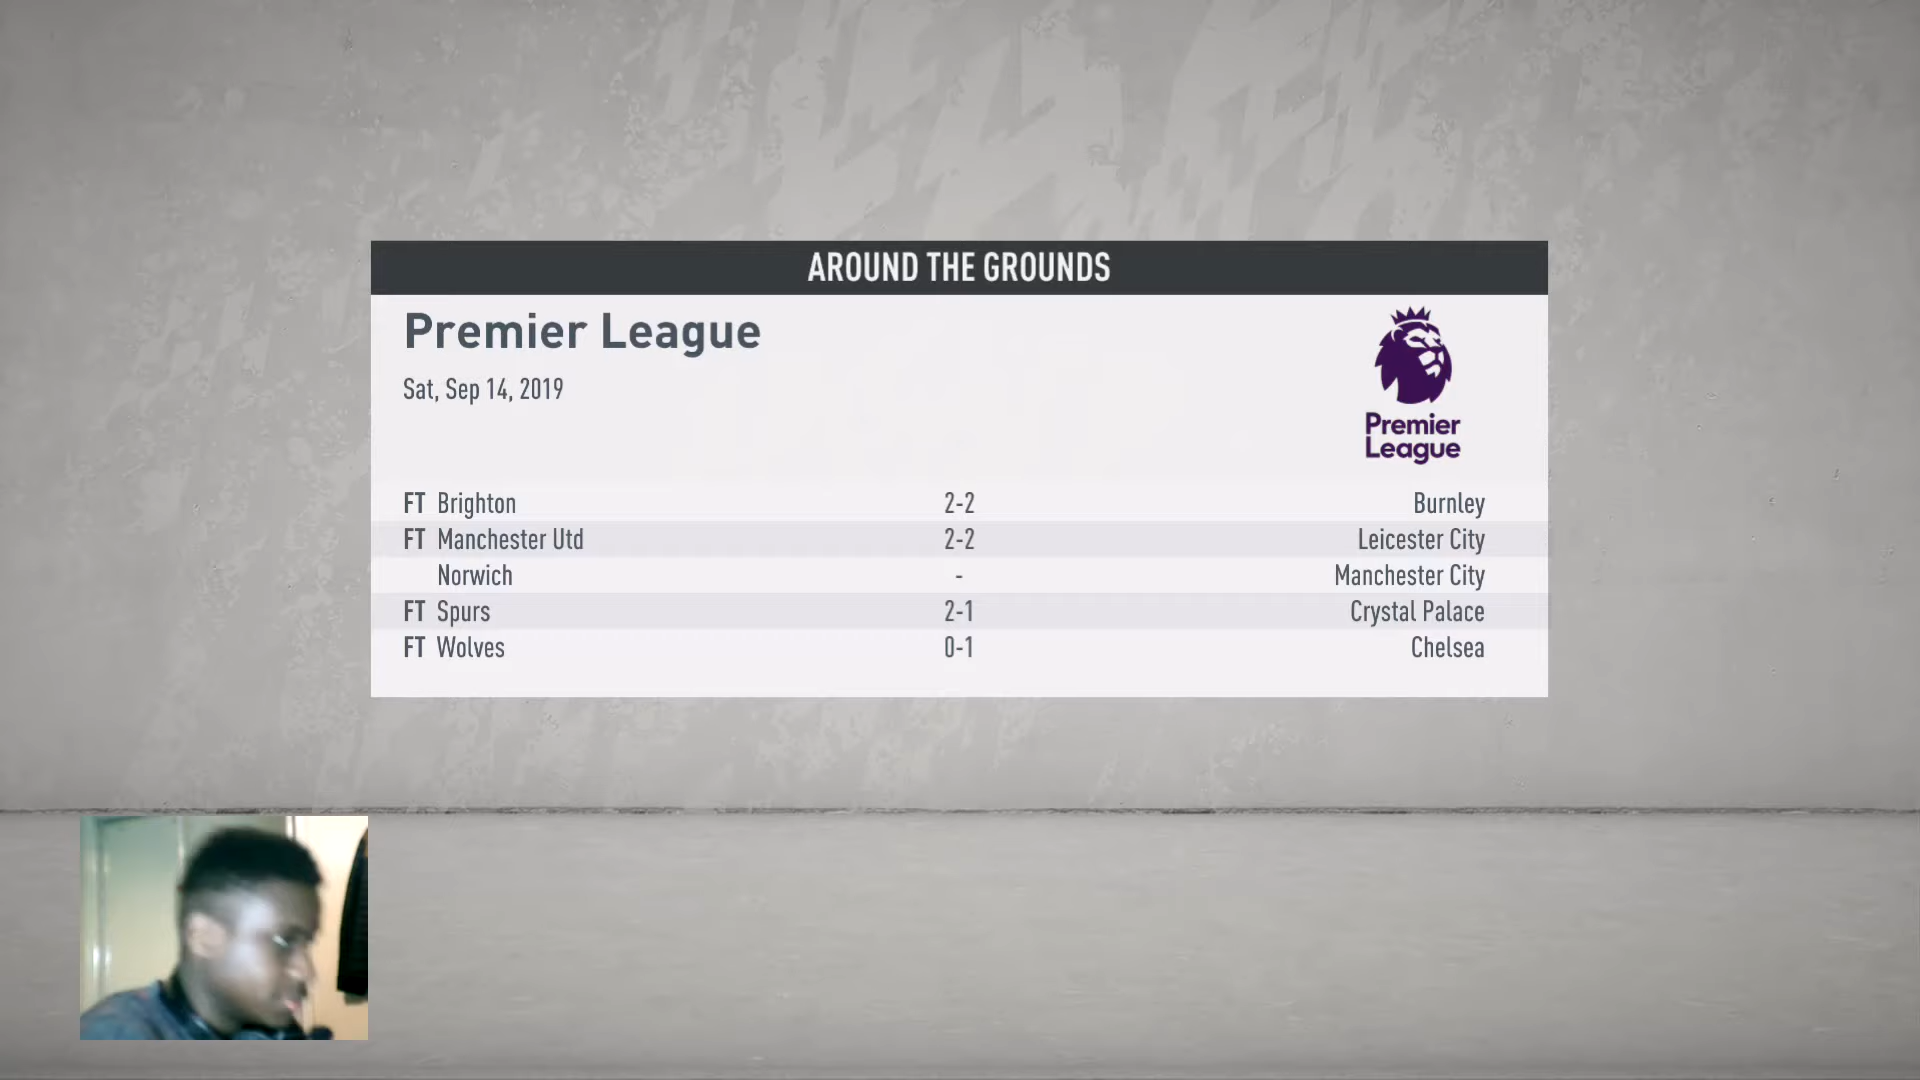 AROUND THE GROUNDS
Premier League
Sat, Sep 14, 2019
Premier
League
FT Brighton 2-2 Burnley
FT Manchester Utd 2-2 Leicester City
Norwich - Manchester City
FT Spurs 2-1 Crystal Palace
FT Wolves 0-1 Chelsea